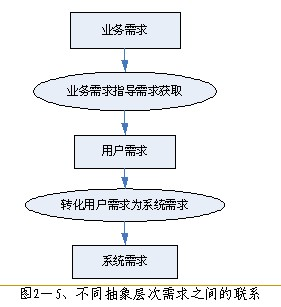 业务需求
业务需求指导需求获取
用户需求
转化用户需求为系统需求
系统需求
图2－5、不同抽象层次需求之间的联系